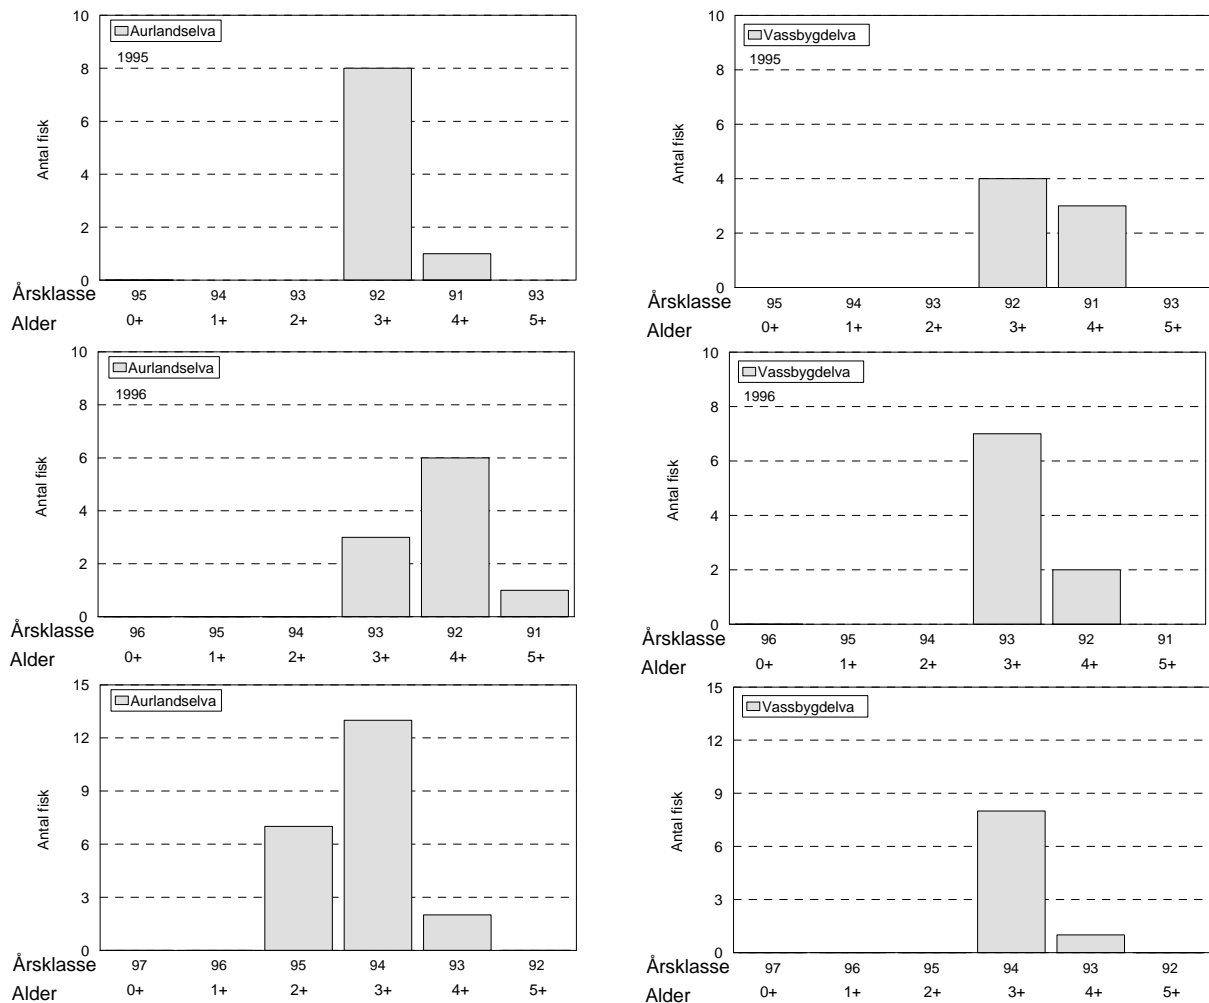 10
8
6
4
2
0
Antal fisk
Aurlandselva
1995
Årsklasse 95 94 93 92 91 93
Alder 0+ 1+ 2+ 3+ 4+ 5+
10
8
6
4
2
0
Antal fisk
Vassbygdelva
1995
Årsklasse 95 94 93 92 91 93
Alder 0+ 1+ 2+ 3+ 4+ 5+
10
8
6
4
2
0
Antal fisk
Aurlandselva
1996
Årsklasse 96 95 94 93 92 91
Alder 0+ 1+ 2+ 3+ 4+ 5+
10
8
6
4
2
0
Antal fisk
Vassbygdelva
1996
Årsklasse 96 95 94 93 92 91
Alder 0+ 1+ 2+ 3+ 4+ 5+
15
12
9
6
3
0
Antal fisk
Aurlandselva
Årsklasse 97 96 95 94 93 92
Alder 0+ 1+ 2+ 3+ 4+ 5+
15
12
9
6
3
0
Antal fisk
Vassbygdelva
Årsklasse 97 96 95 94 93 92
Alder 0+ 1+ 2+ 3+ 4+ 5+